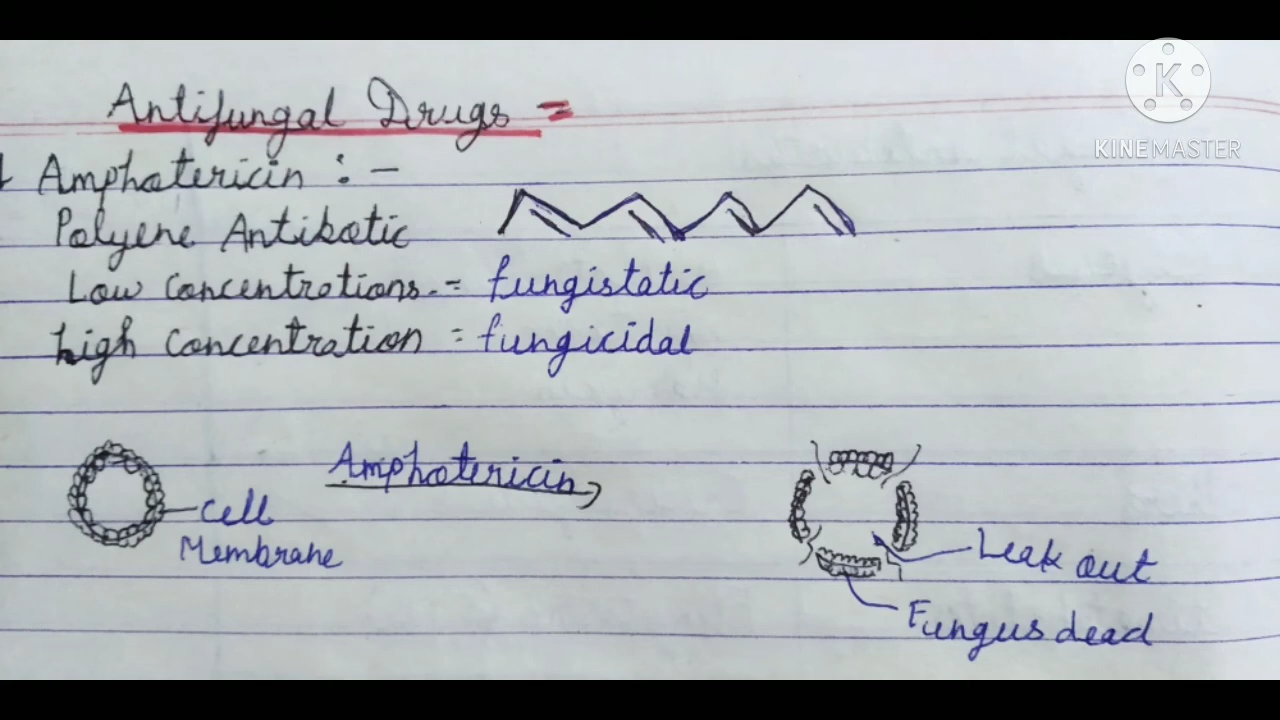 Antifungal Drugs =
KINEMASTER
Amphotericin : -
Polyene Antibotic
Low Concentrations. = fungistatic
high Concentration = fungicidal
Amphotericin
Cell
Membrane
Leak out
Fungus dead